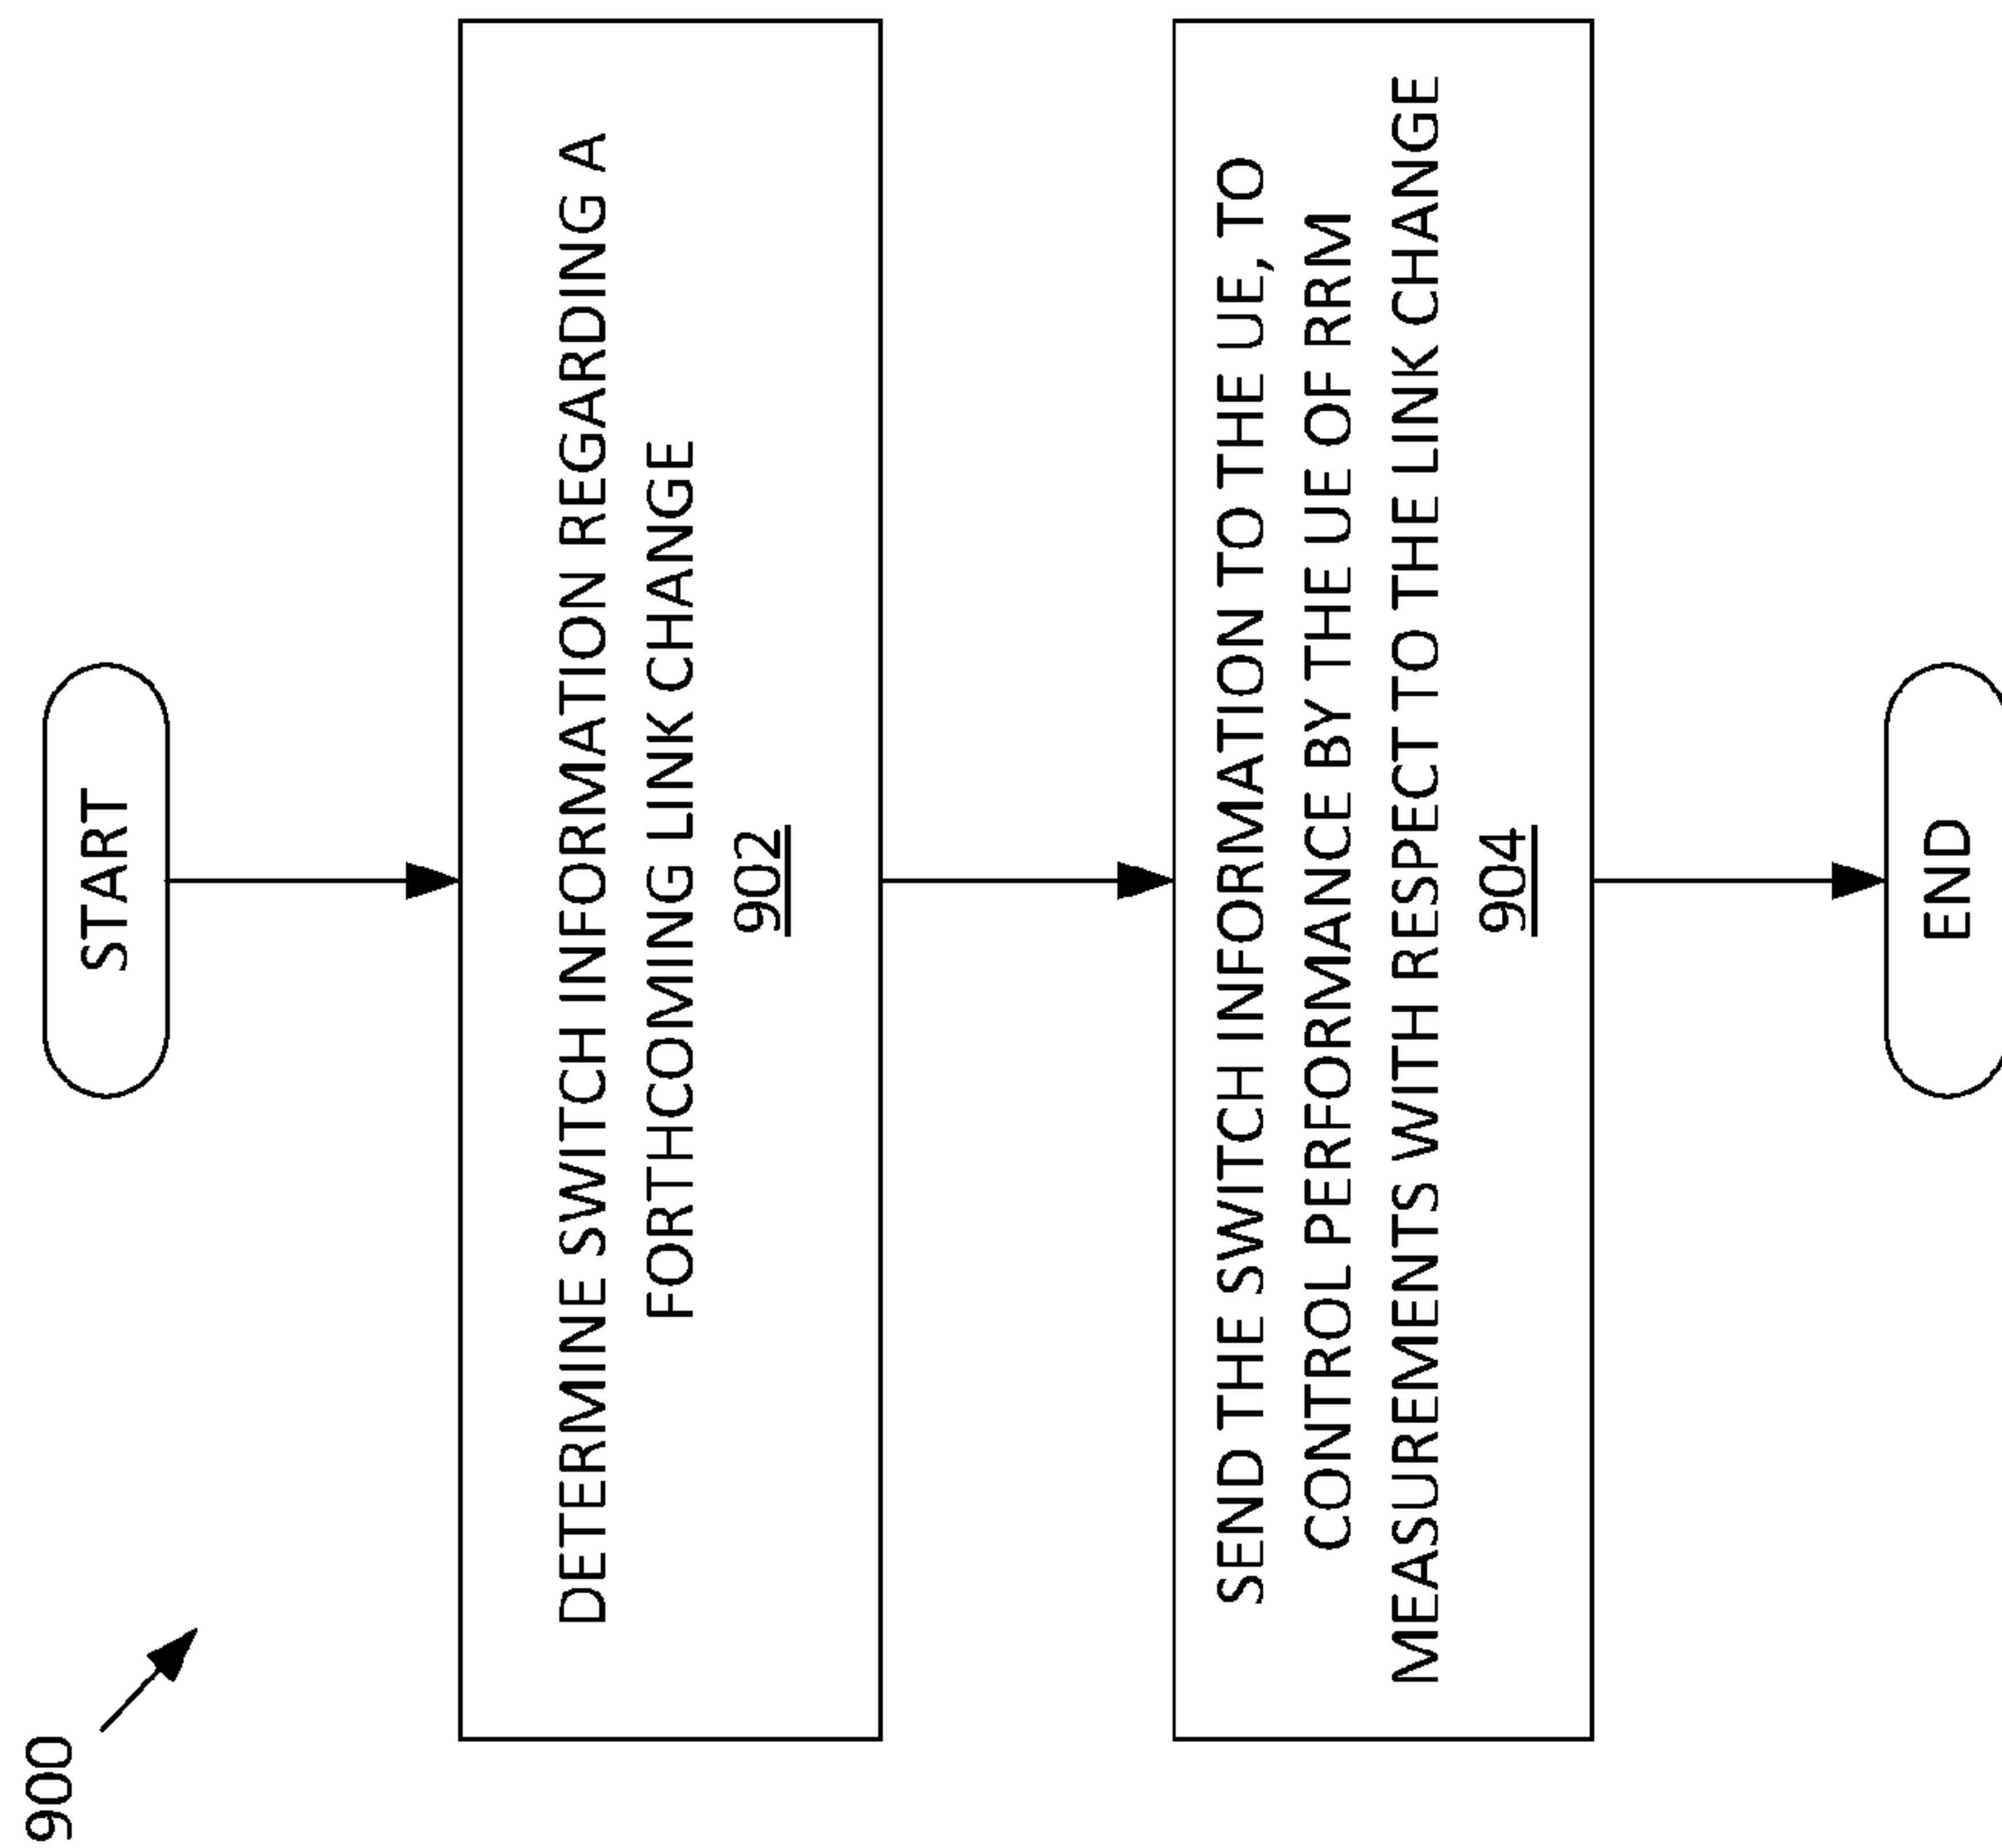 900
START
DETERMINE SWITCH INFORMATION REGARDING A
FORTHCOMING LINK CHANGE
902
SEND THE SWITCH INFORMATION TO THE UE, TO
CONTROL PERFORMANCE BY THE UE OF RRM
MEASUREMENTS WITH RESPECT TO THE LINK CHANGE
904
END